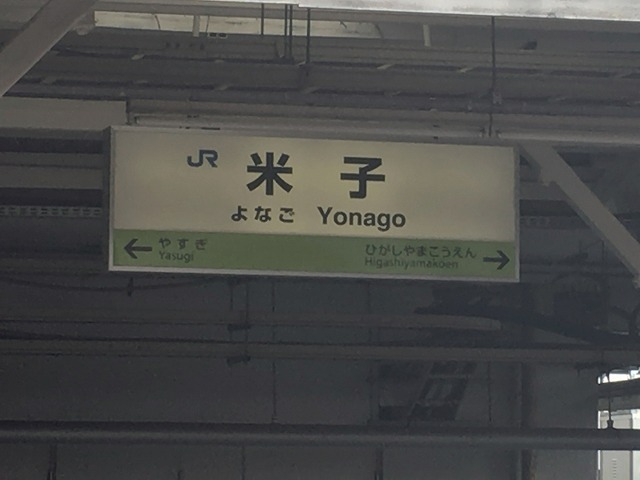 JR 米子
よなご Yonago
← やすぎ ひがしやまこうえん →
Yasugi Higashiyamakoen